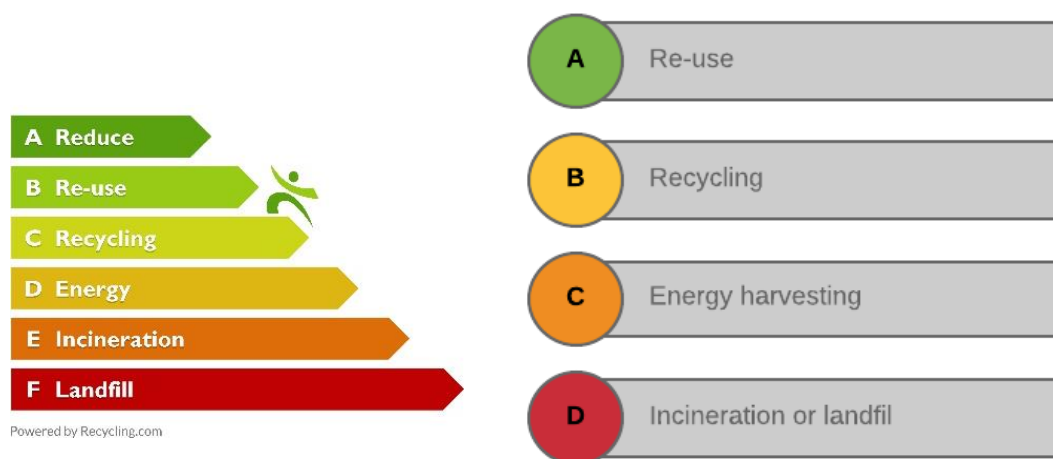 A Reduce
B Re-use
C Recycling
D Energy
E Incineration
F Landfill
Powered by Recycling.com
A Re-use
B Recycling
C Energy harvesting
D Incineration or landfil